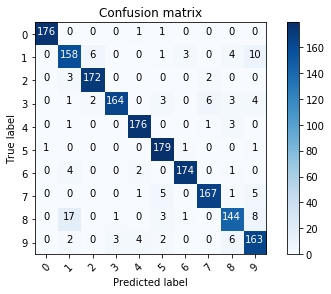 Confusion matrix
0 176 0 0 0 1 1 0 0 0 0
1 0 158 6 0 0 1 3 0 4 10
2 0 3 172 0 0 0 0 2 0 0
3 0 1 2 164 0 3 0 6 3 4
4 0 1 0 0 176 0 0 1 3 0
5 1 0 0 0 0 179 1 0 0 1
6 0 4 0 0 2 0 174 0 1 0
7 0 0 0 0 1 5 0 167 1 5
8 0 17 0 1 0 3 1 0 144 8
9 0 2 0 3 4 2 0 0 6 163
0 1 2 3 4 5 6 7 8 9
True label
Predicted label
160
140
120
100
80
60
40
20
0